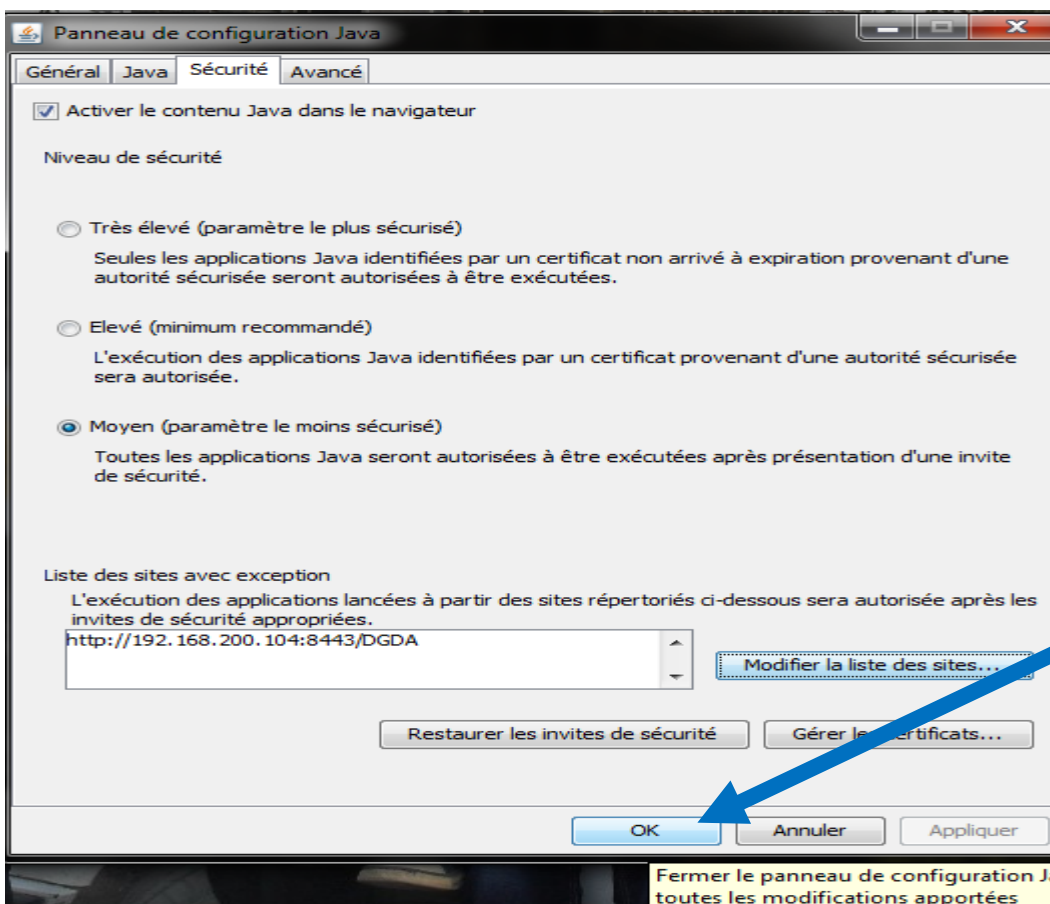 Panneau de configuration Java
Général Java Sécurité Avancé
Activer le contenu Java dans le navigateur
Niveau de sécurité
Très élevé (paramètre le plus sécurisé)
Seules les applications Java identifiées par un certificat non arrivé à expiration provenant d'une
autorité sécurisée seront autorisées à être exécutées.
Elevé (minimum recommandé)
L'exécution des applications Java identifiées par un certificat provenant d'une autorité sécurisée
sera autorisée.
Moyen (paramètre le moins sécurisé)
Toutes les applications Java seront autorisées à être exécutées après présentation d'une invite
de sécurité.
Liste des sites avec exception
L'exécution des applications lancées à partir des sites répertoriés ci-dessous sera autorisée après les
invites de sécurité appropriées.
http://192.168.200.104:8443/DGDA
Modifier la liste des sites...
Restaurer les invites de sécurité Gérer les certificats...
OK Annuler Appliquer
Fermer le panneau de configuration
toutes les modifications apportées